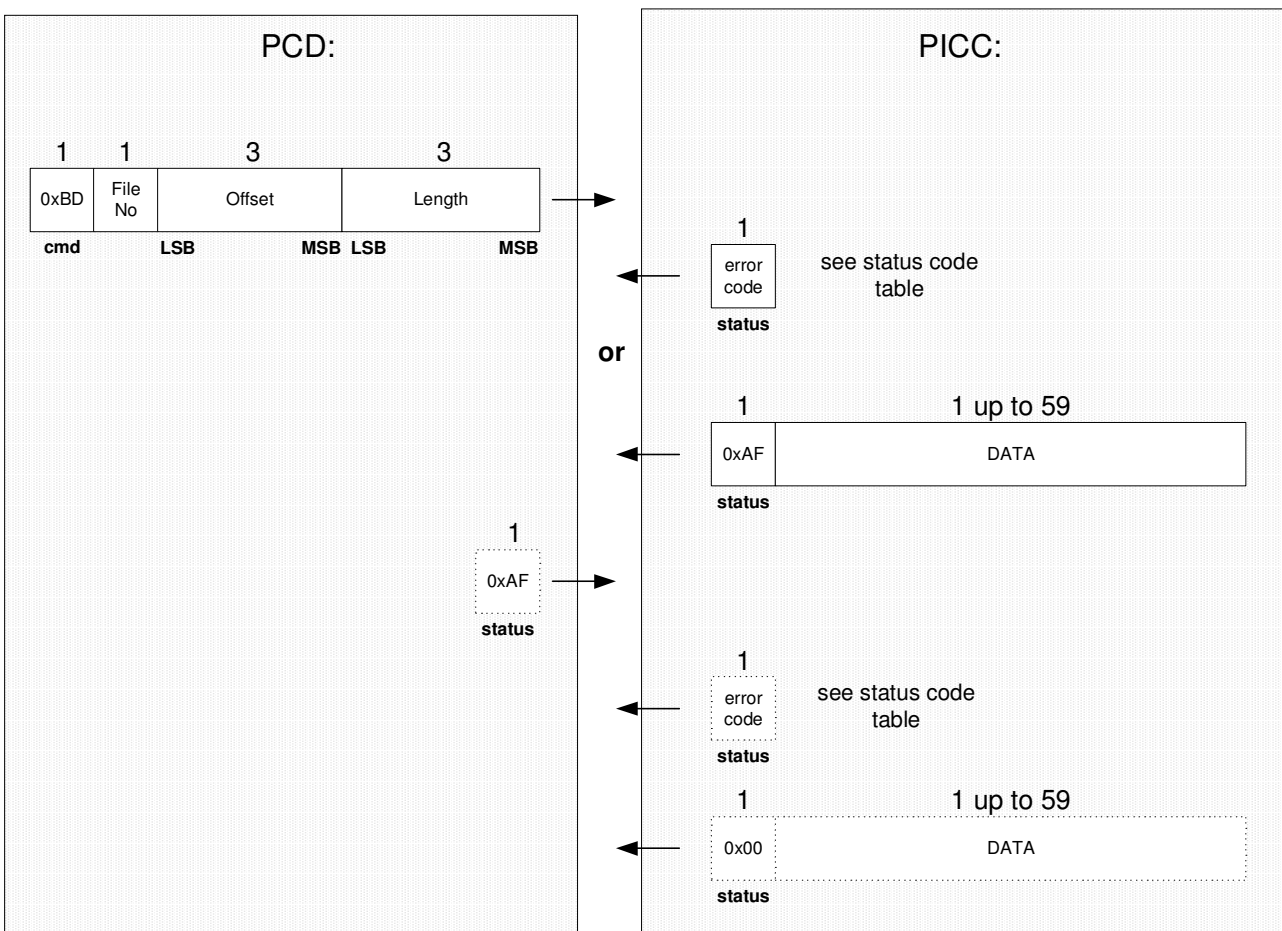 PCD:
PICC:
1 1 3 3
0xBD File No Offset Length
cmd LSB MSB LSB MSB
1
error code
see status code table
status
or
1 1 up to 59
0xAF DATA
status
1
0xAF
status
1
error code
see status code table
status
1 1 up to 59
0x00 DATA
status